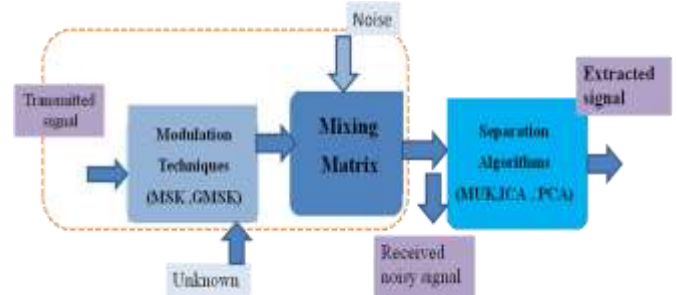 Noise
Transmitted
signal
Modulation
Techniques
(MSK ,GMSK)
Mixing
Matrix
Separation
Algorithms
(MUK,ICA , PCA)
Extracted
signal
Unknown
Received
noisy signal